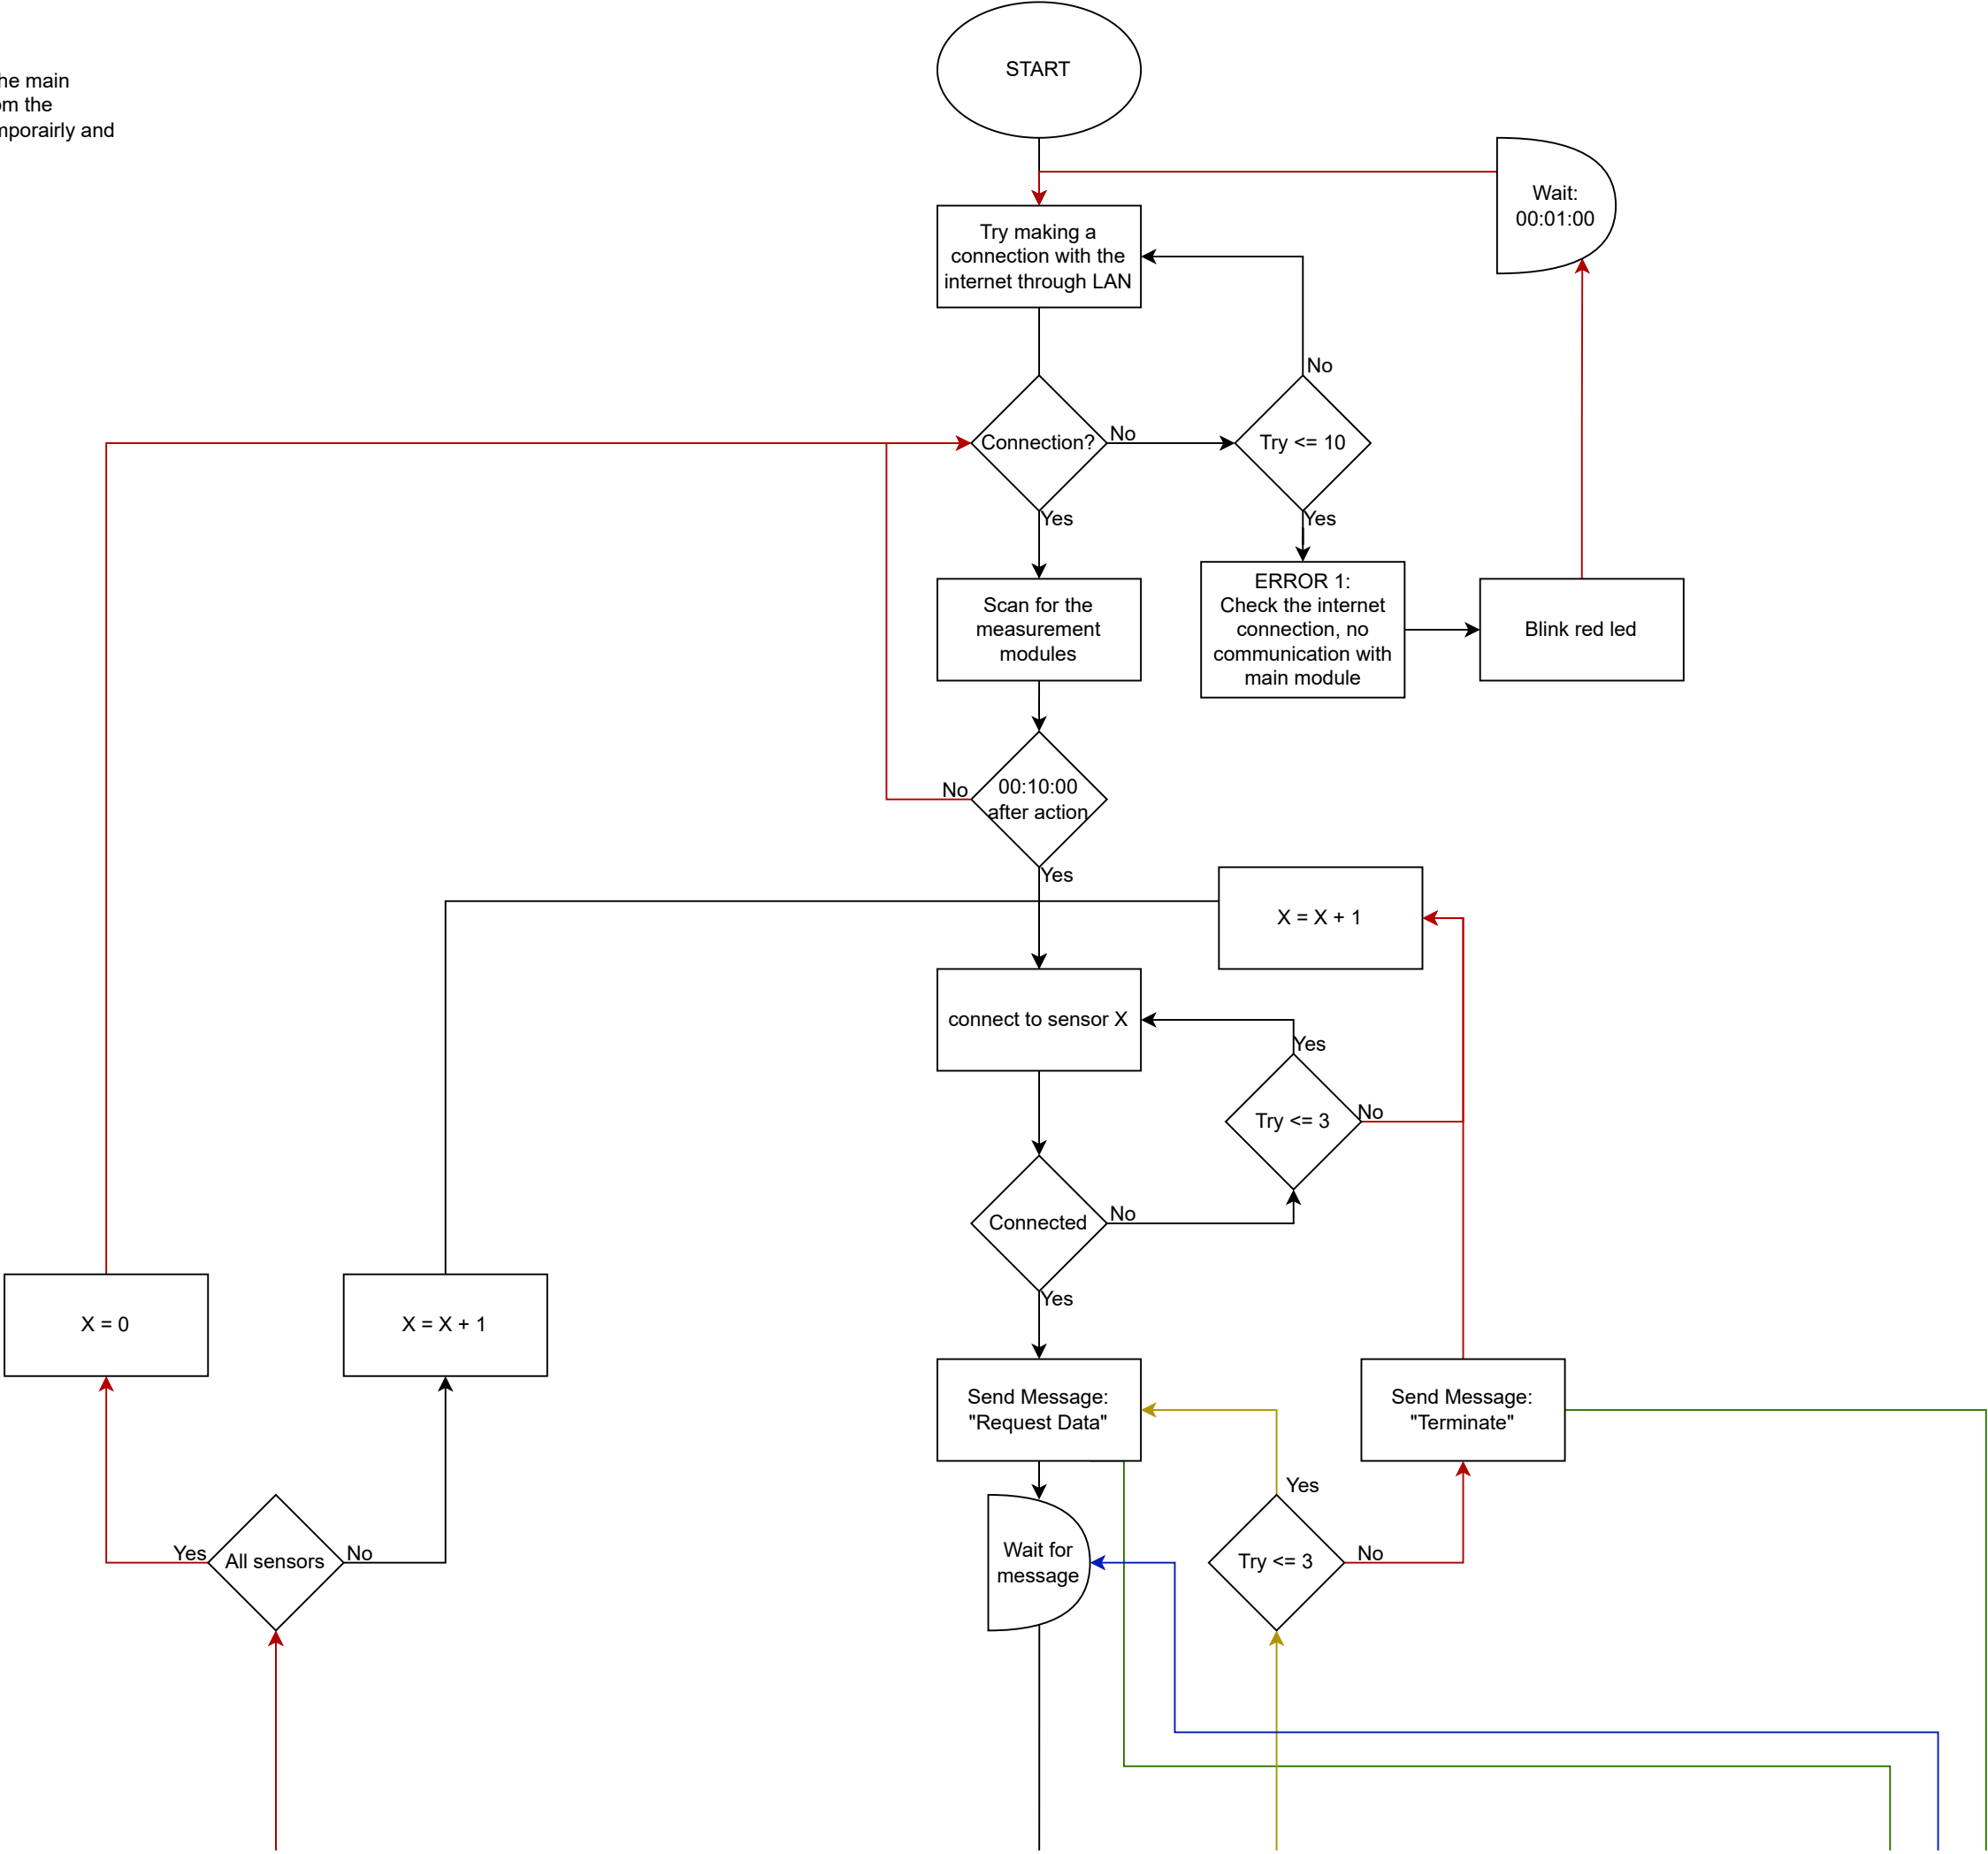 he main
om the
mporairly and
START
Wait:
00:01:00
Try making a
connection with the
internet through LAN
No
Connection?
No
Try <= 10
Yes
Yes
Scan for the
measurement
modules
ERROR 1:
Check the internet
connection, no
communication with
main module
Blink red led
No
00:10:00
after action
Yes
X = X + 1
connect to sensor X
Yes
Try <= 3
No
Connected
No
Yes
X = 0
X = X + 1
Send Message:
"Request Data"
Send Message:
"Terminate"
Yes
Yes
All sensors
No
Wait for
message
Try <= 3
No